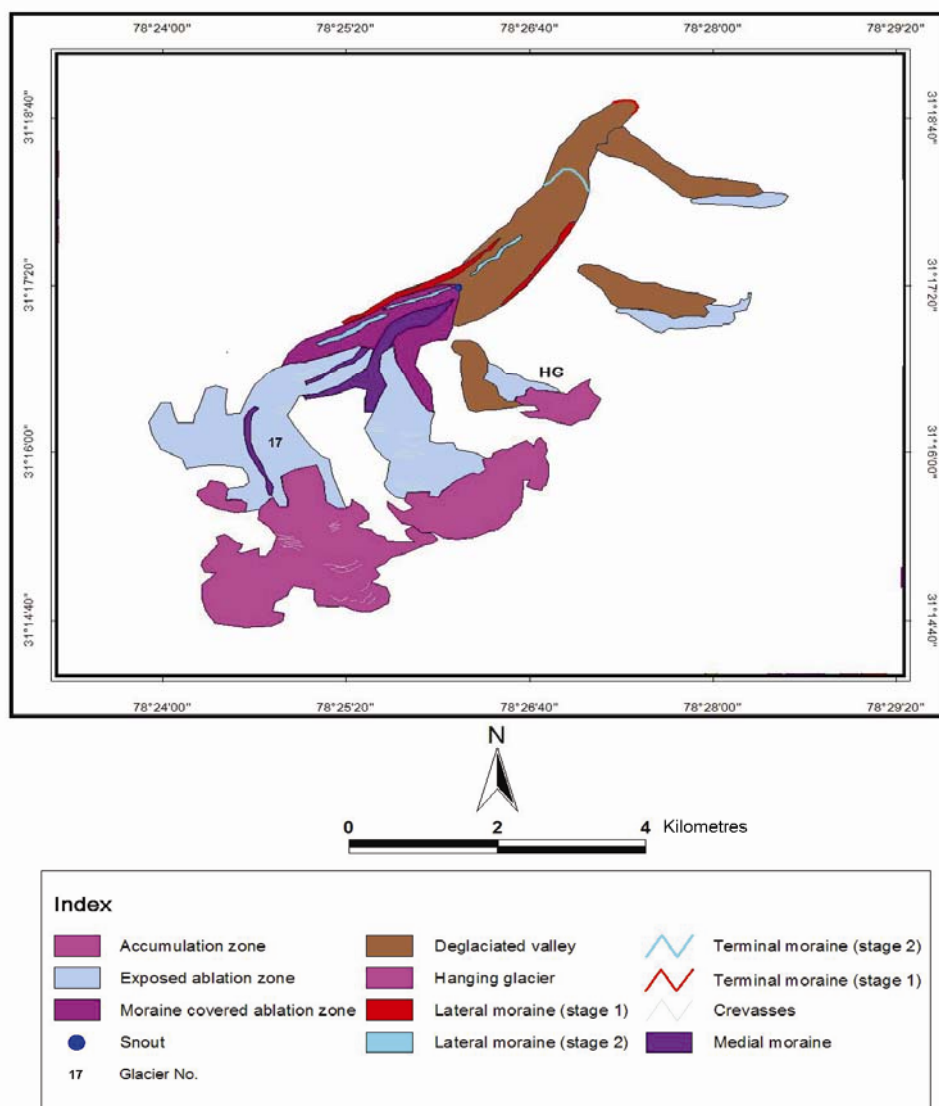 78°24'00" 78°25'20" 78°26'40" 78°28'00" 78°29'20"
31°18'40" 31°18'40"
31°17'20" 31°17'20"
HG
17
31°16'00" 31°16'00"
31°14'40" 31°14'40"
78°24'00" 78°25'20" 78°26'40" 78°28'00" 78°29'20"
N
0 2 4 Kilometres
Index
Accumulation zone
Exposed ablation zone
Moraine covered ablation zone
Snout
17 Glacier No.
Deglaciated valley
Hanging glacier
Lateral moraine (stage 1)
Lateral moraine (stage 2)
Terminal moraine (stage 2)
Terminal moraine (stage 1)
Crevasses
Medial moraine